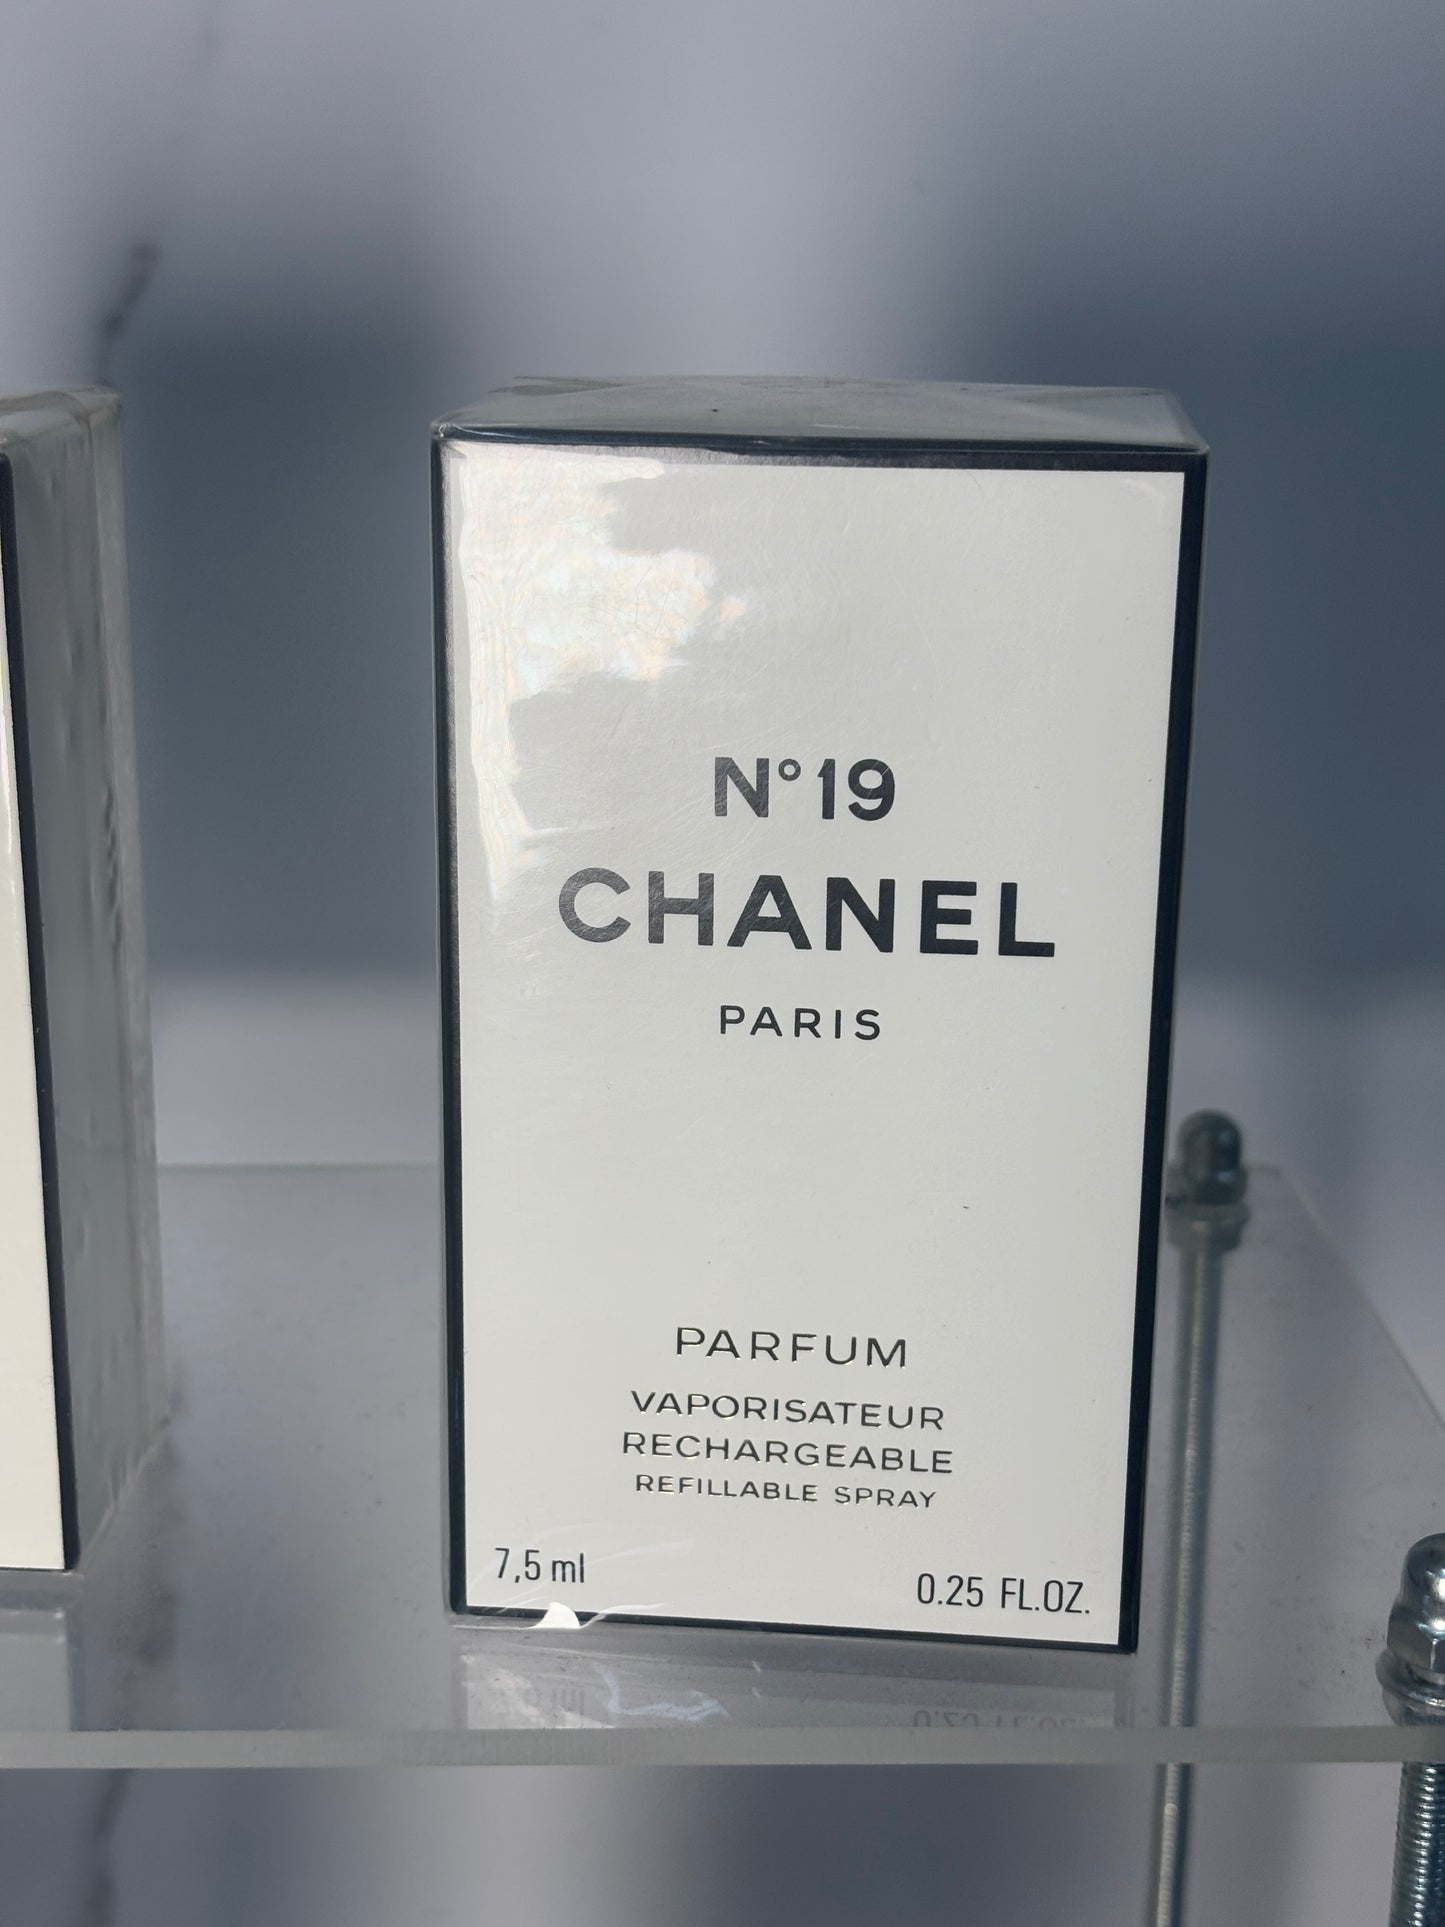 N° 19
CHANEL
PARIS
PARFUM
VAPORISATEUR
RECHARGEABLE
REFILLABLE SPRAY
7,5 ml
0.25 FL.OZ.